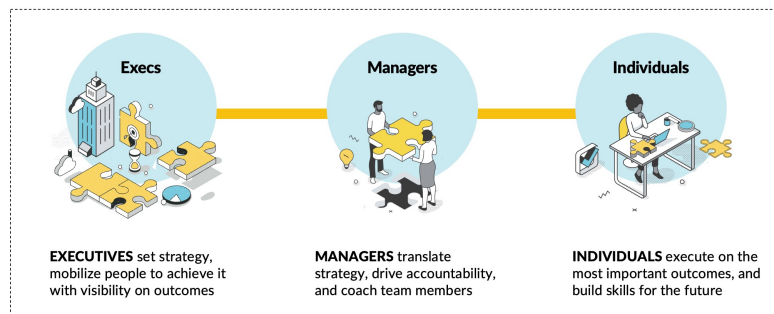 Execs
Managers
Individuals
EXECUTIVES set strategy,
mobilize people to achieve it
with visibility on outcomes
MANAGERS translate
strategy, drive accountability,
and coach team members
INDIVIDUALS execute on the
most important outcomes, and
build skills for the future